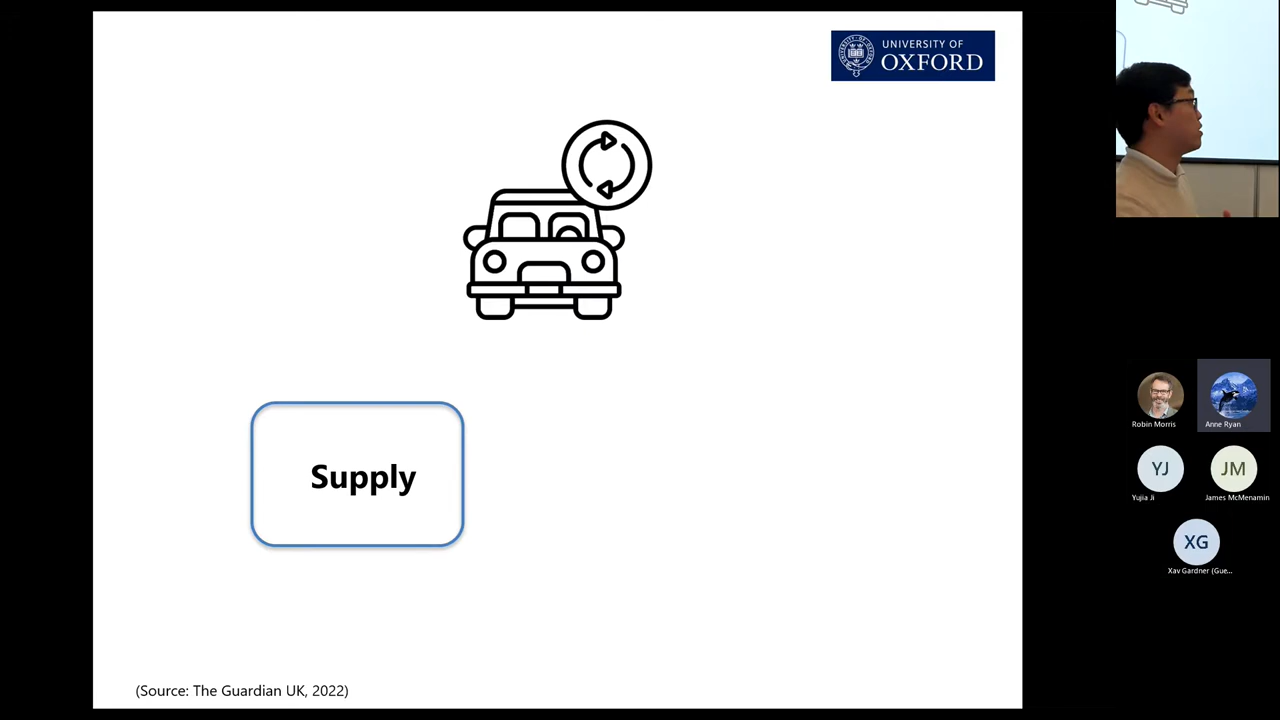 UNIVERSITY OF
OXFORD
Supply
(Source: The Guardian UK, 2022)
Robin Morris
Anne Ryan
YJ
JM
Yujia Ji
James McMenamin
XG
Xav Gardner (Gue...